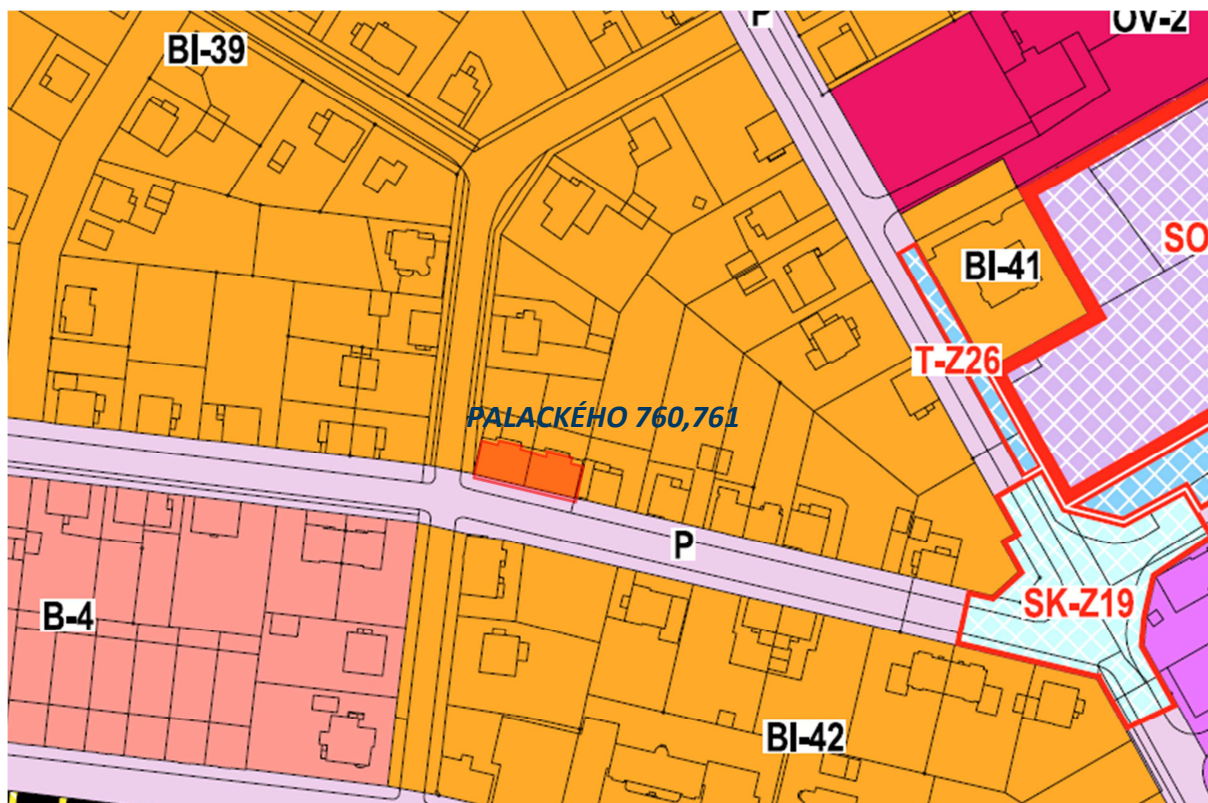 P
OV-2
BI-39
SO
BI-41
T-Z26
PALACKÉHO 760,761
P
SK-Z19
B-4
BI-42